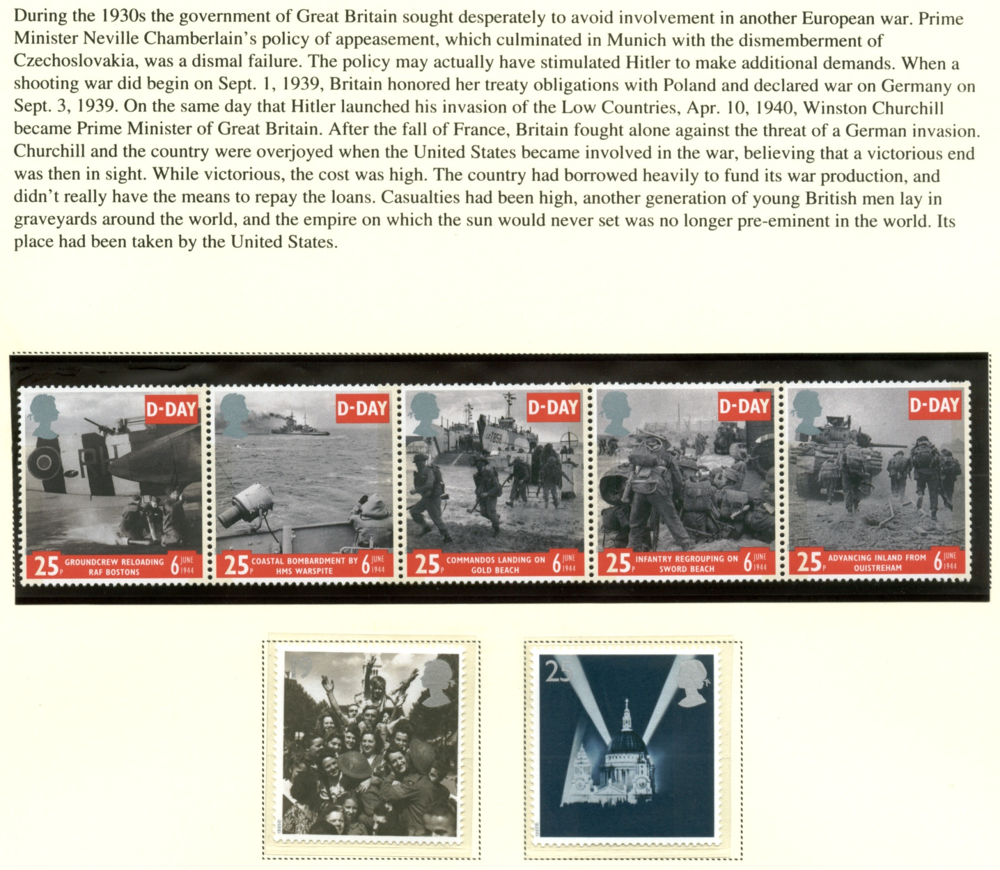 During the 1930s the government of Great Britain sought desperately to avoid involvement in another European war. Prime
Minister Neville Chamberlain's policy of appeasement, which culminated in Munich with the dismemberment of
Czechoslovakia, was a dismal failure. The policy may actually have stimulated Hitler to make additional demands. When a
shooting war did begin on Sept. 1, 1939, Britain honored her treaty obligations with Poland and declared war on Germany on
Sept. 3, 1939. On the same day that Hitler launched his invasion of the Low Countries, Apr. 10, 1940, Winston Churchill
became Prime Minister of Great Britain. After the fall of France, Britain fought alone against the threat of a German invasion.
Churchill and the country were overjoyed when the United States became involved in the war, believing that a victorious end
was then in sight. While victorious, the cost was high. The country had borrowed heavily to fund its war production, and
didn't really have the means to repay the loans. Casualties had been high, another generation of young British men lay in
graveyards around the world, and the empire on which the sun would never set was no longer pre-eminent in the world. Its
place had been taken by the United States.
D-DAY
25P
GROUNDCREW RELOADING
RAF BOSTONS
6 JUNE
1944
D-DAY
25P
COASTAL BOMBARDMENT BY
HMS WARSPITE
6 JUNE
1944
D-DAY
LCT858
25P
COMMANDOS LANDING ON
GOLD BEACH
6 JUNE
1944
D-DAY
25P
INFANTRY REGROUPING ON
SWORD BEACH
6 JUNE
1944
D-DAY
25P
ADVANCING INLAND FROM
OUISTREHAM
6 JUNE
1944
19
25